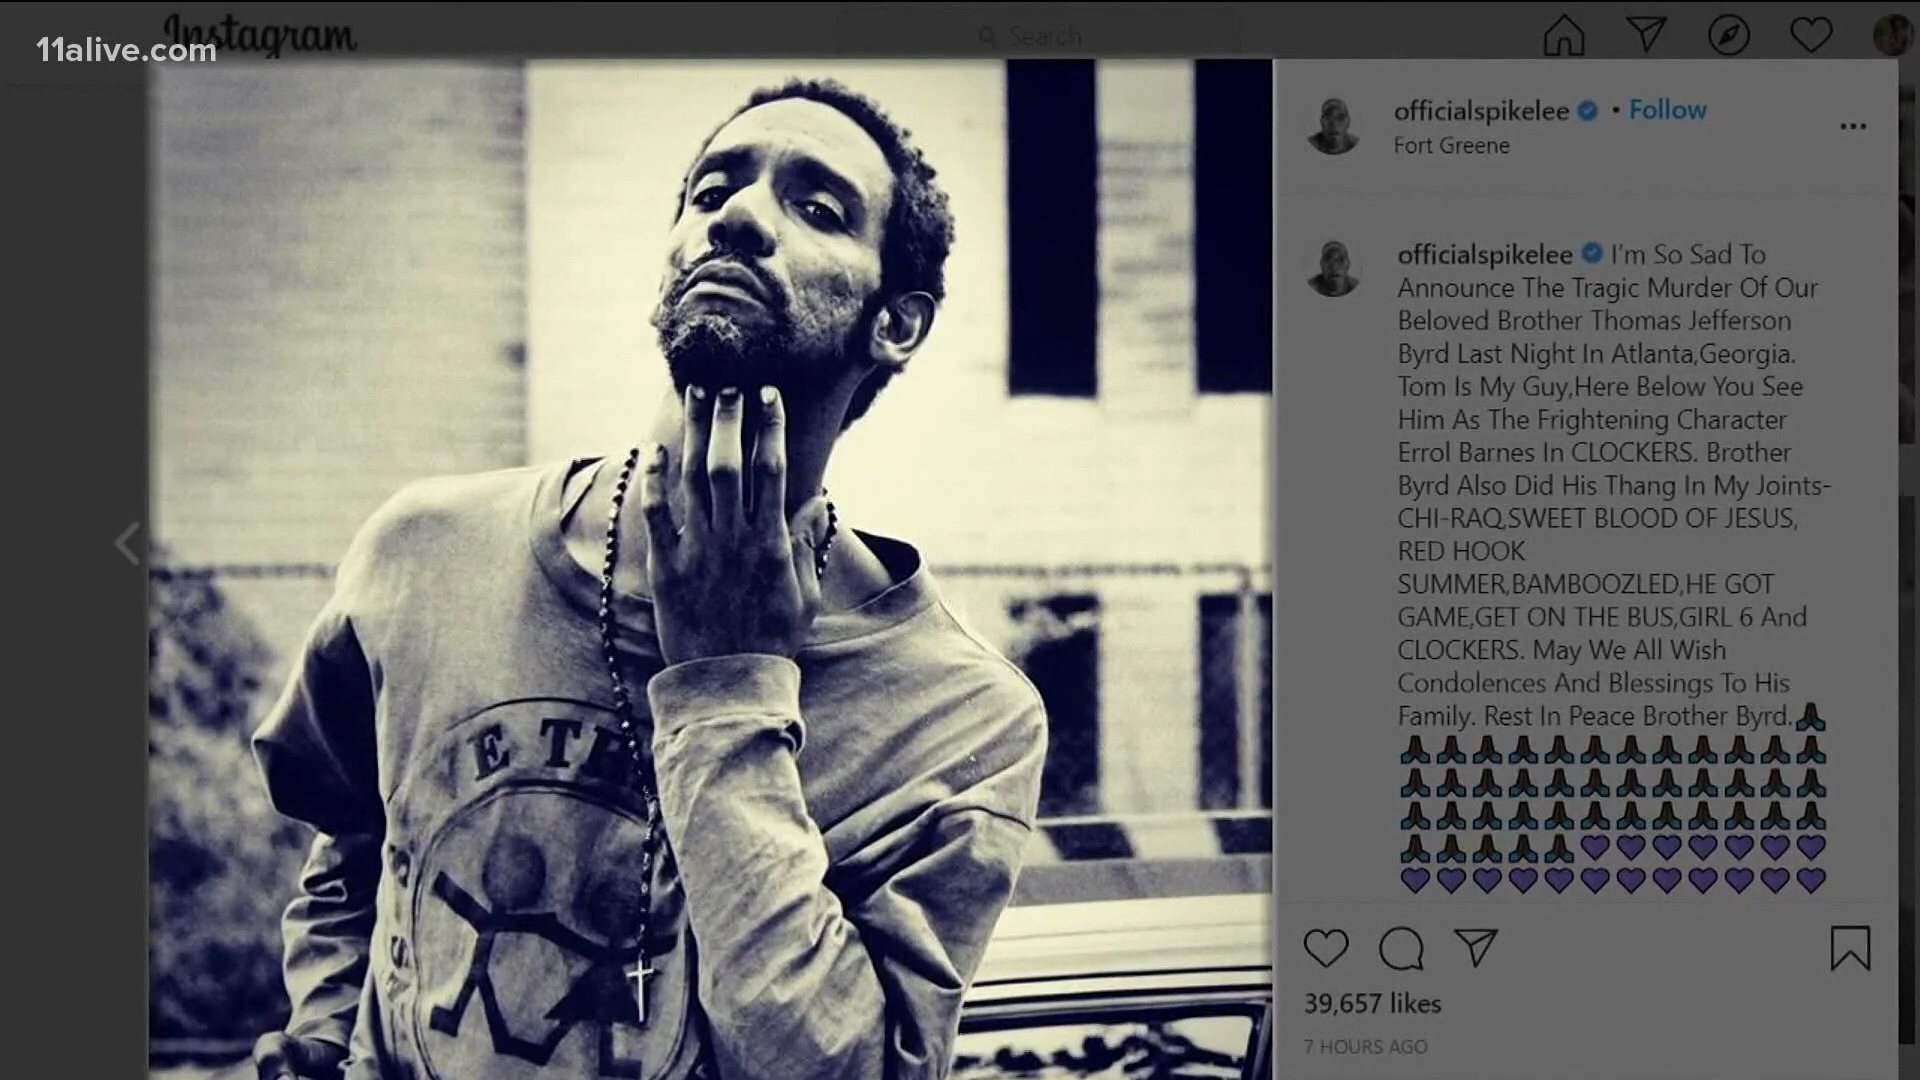 Instagram
11alive.com
Search
officialspikelee • Follow
Fort Greene
officialspikelee I'm So Sad To
Announce The Tragic Murder Of Our
Beloved Brother Thomas Jefferson
Byrd Last Night In Atlanta,Georgia.
Tom Is My Guy,Here Below You See
Him As The Frightening Character
Errol Barnes In CLOCKERS. Brother
Byrd Also Did His Thang In My Joints-
CHI-RAQ,SWEET BLOOD OF JESUS,
RED HOOK
SUMMER,BAMBOOZLED,HE GOT
GAME,GET ON THE BUS,GIRL 6 And
CLOCKERS. May We All Wish
Condolences And Blessings To His
Family. Rest In Peace Brother Byrd.
39,657 likes
7 HOURS AGO
E TH